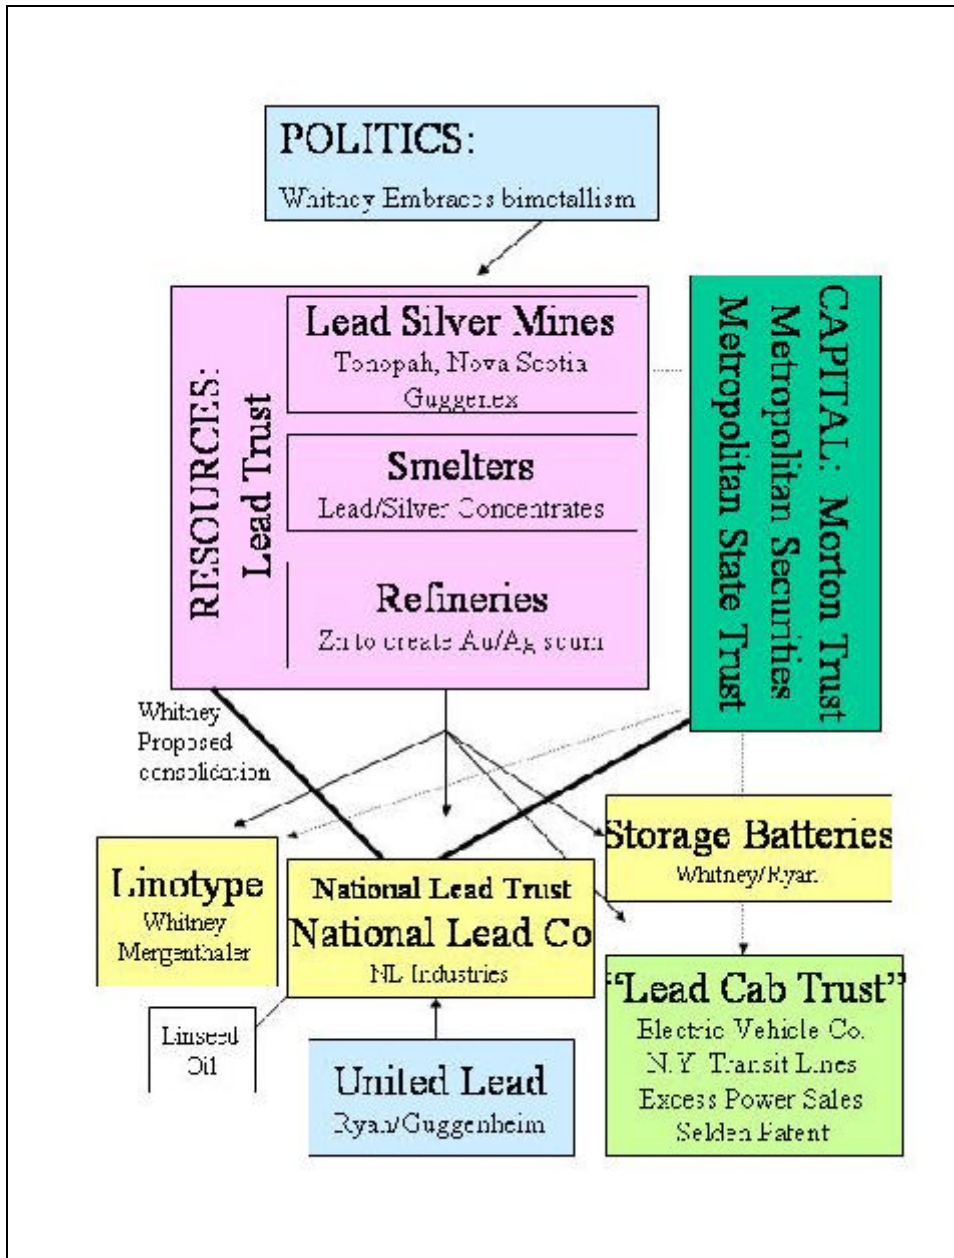 POLITICS:
Whitney Embraces bimetallism
RESOURCES:
Lead Trust
Lead Silver Mines
Tonopah, Nova Scotia
Guggenex
Smelters
Lead/Silver Concentrates
Refineries
Zn to create Au/Ag scum
CAPITAL: Morton Trust
Metropolitan Securities
Metropolitan State Trust
Whitney
Proposed
consolidation
Linotype
Whitney
Mergenthaler
National Lead Trust
National Lead Co
NL Industries
Storage Batteries
Whitney/Ryan
Linseed
Oil
United Lead
Ryan/Guggenheim
“Lead Cab Trust”
Electric Vehicle Co.
N.Y. Transit Lines
Excess Power Sales
Selden Patent